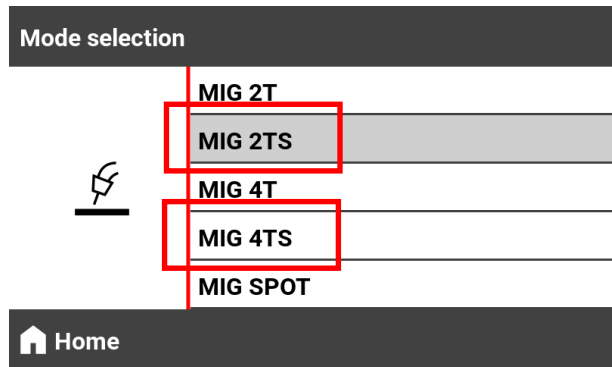 Mode selection
MIG 2T
MIG 2TS
MIG 4T
MIG 4TS
MIG SPOT
Home